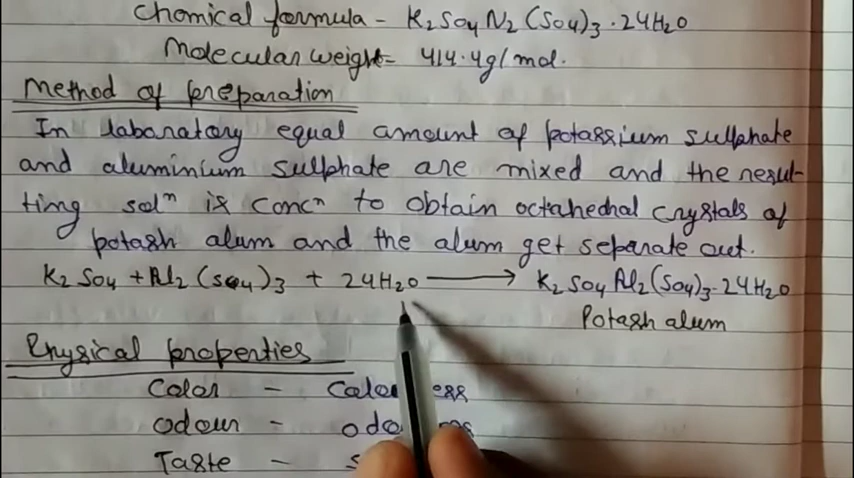 Chemical formula - K2SO4 N2(SO4)3·24H2O
Molecular weight= 414.4g/mol.
Method of preparation
In laboratory equal amount of potassium sulphate
and aluminium sulphate are mixed and the resul-
ting solⁿ is concⁿ to obtain octahedral crystals of
potash alum and the alum get separate out.
K2SO4 + Al2(SO4)3 + 24H2O ⟶ K2SO4 Al2(SO4)3·24H2O
Potash alum
Physical properties
Color -
Odour -
Taste -